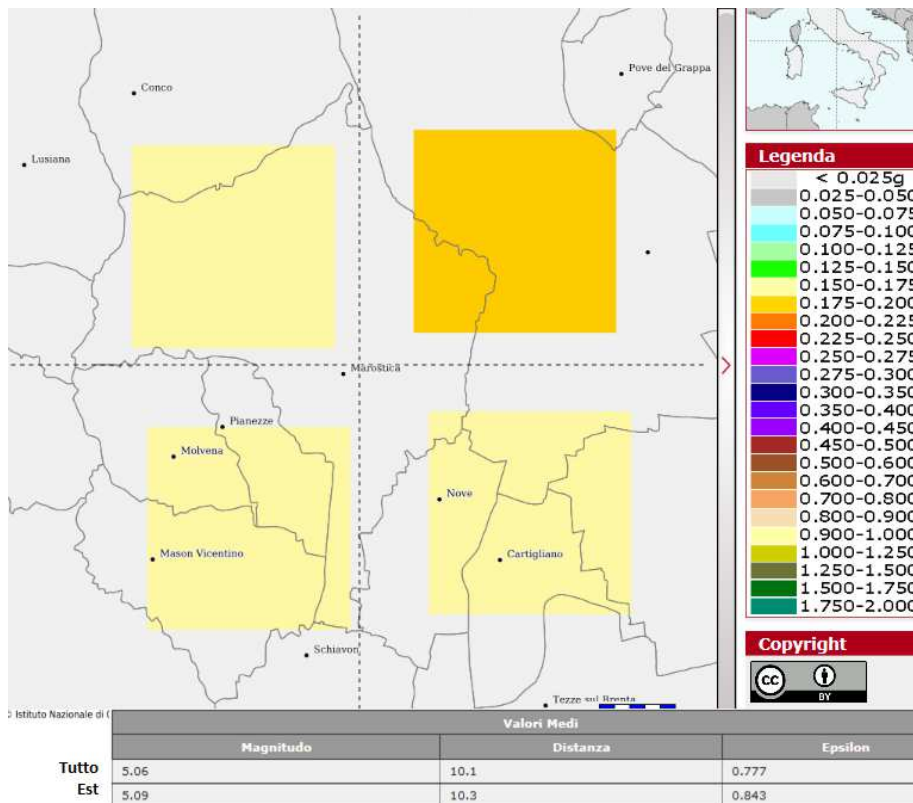 Conco
Pove del Grappa
Lusiana
Marostica
Pianezze
Molvena
Nove
Mason Vicentino
Cartigliano
Schiavon
Tezze sul Brenta
© Istituto Nazionale di
Legenda
< 0.025g
0.025-0.050
0.050-0.075
0.075-0.100
0.100-0.125
0.125-0.150
0.150-0.175
0.175-0.200
0.200-0.225
0.225-0.250
0.250-0.275
0.275-0.300
0.300-0.350
0.350-0.400
0.400-0.450
0.450-0.500
0.500-0.600
0.600-0.700
0.700-0.800
0.800-0.900
0.900-1.000
1.000-1.250
1.250-1.500
1.500-1.750
1.750-2.000
Copyright
cc BY
Valori Medi
Magnitudo Distanza Epsilon
Tutto 5.06 10.1 0.777
Est 5.09 10.3 0.843